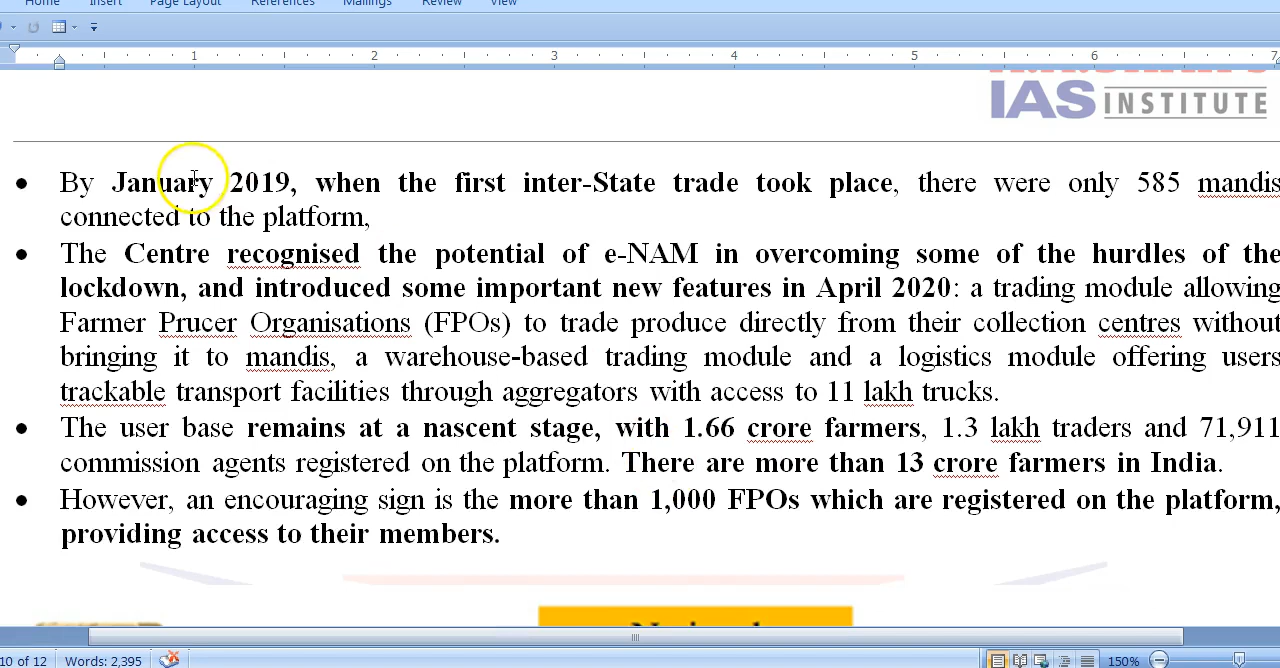 Home Insert Page Layout References Mailings Review View
1 2 3 4 5 6 7
IAS INSTITUTE
• By January 2019, when the first inter-State trade took place, there were only 585 mandis
connected to the platform,
• The Centre recognised the potential of e-NAM in overcoming some of the hurdles of the
lockdown, and introduced some important new features in April 2020: a trading module allowing
Farmer Prucer Organisations (FPOs) to trade produce directly from their collection centres without
bringing it to mandis, a warehouse-based trading module and a logistics module offering users
trackable transport facilities through aggregators with access to 11 lakh trucks.
• The user base remains at a nascent stage, with 1.66 crore farmers, 1.3 lakh traders and 71,911
commission agents registered on the platform. There are more than 13 crore farmers in India.
• However, an encouraging sign is the more than 1,000 FPOs which are registered on the platform,
providing access to their members.
10 of 12 Words: 2,395 150%